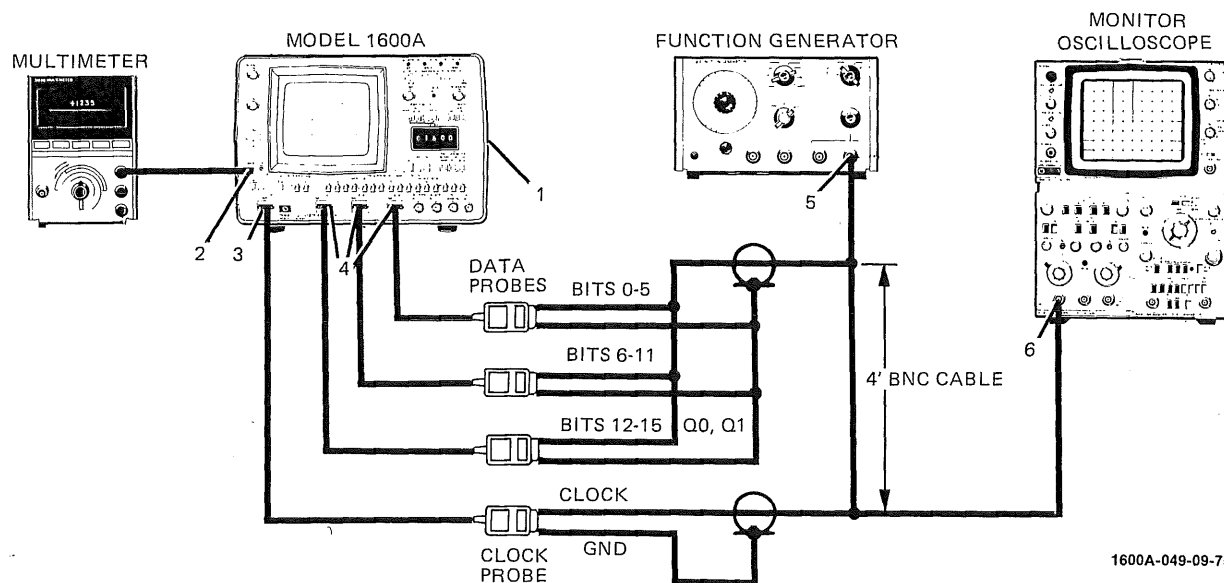 MULTIMETER
MODEL 1600A
FUNCTION GENERATOR
MONITOR
OSCILLOSCOPE
1
2
3
4
5
6
DATA
PROBES
BITS 0-5
BITS 6-11
BITS 12-15 Q0, Q1
4' BNC CABLE
CLOCK
GND
CLOCK
PROBE
1600A-049-09-7